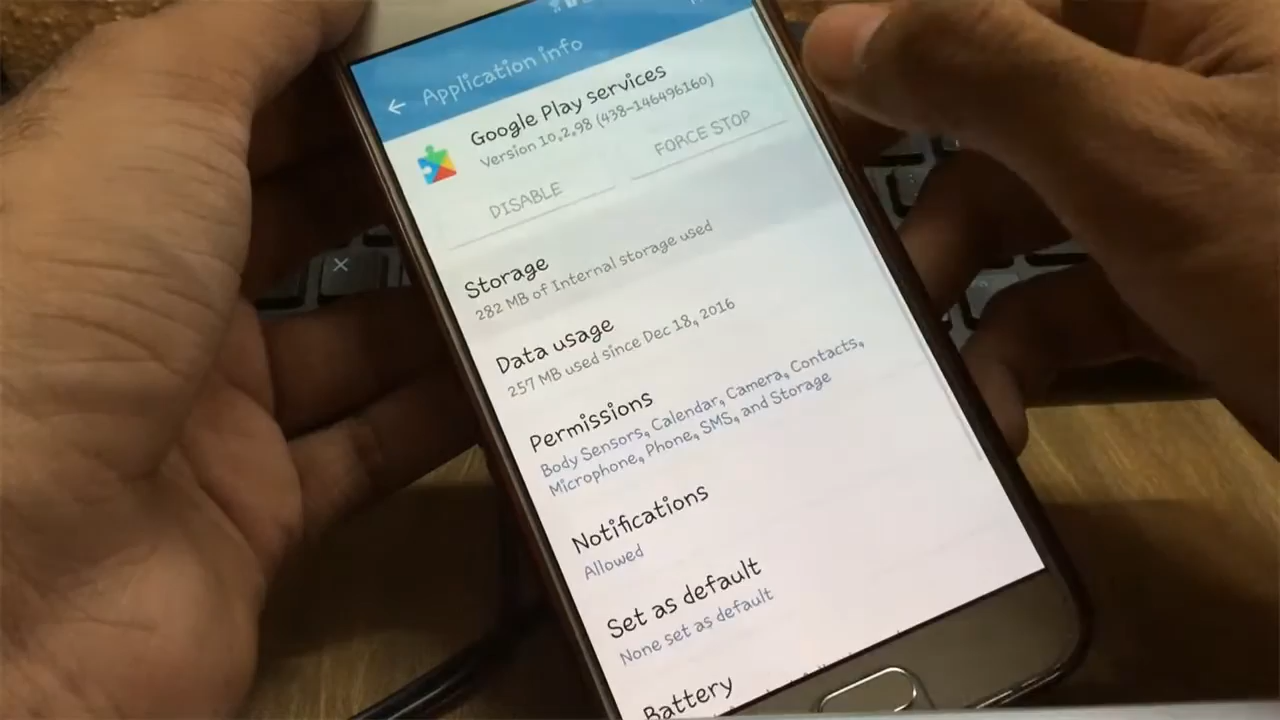 Application info
Google Play services
Version 10.2.98 (438-146496160)
DISABLE
FORCE STOP
Storage
282 MB of Internal storage used
Data usage
257 MB used since Dec 18, 2016
Permissions
Body Sensors, Calendar, Camera, Contacts,
Microphone, Phone, SMS, and Storage
Notifications
Allowed
Set as default
None set as default
Battery